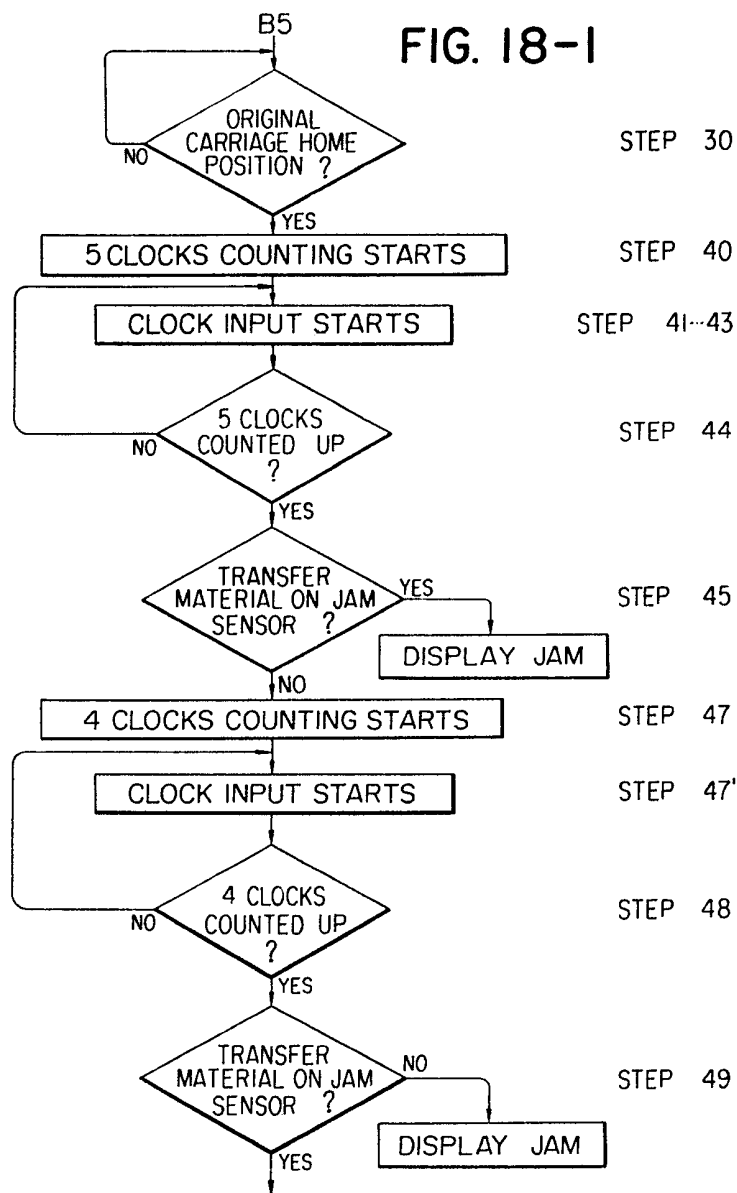 B5
FIG. 18-1
ORIGINAL
CARRIAGE HOME
POSITION ?
NO
YES
STEP 30
5 CLOCKS COUNTING STARTS
STEP 40
CLOCK INPUT STARTS
STEP 41---43
5 CLOCKS
COUNTED UP
?
NO
YES
STEP 44
TRANSFER
MATERIAL ON JAM
SENSOR ?
YES
STEP 45
DISPLAY JAM
NO
4 CLOCKS COUNTING STARTS
STEP 47
CLOCK INPUT STARTS
STEP 47'
4 CLOCKS
COUNTED UP
?
NO
YES
STEP 48
TRANSFER
MATERIAL ON JAM
SENSOR ?
NO
STEP 49
DISPLAY JAM
YES